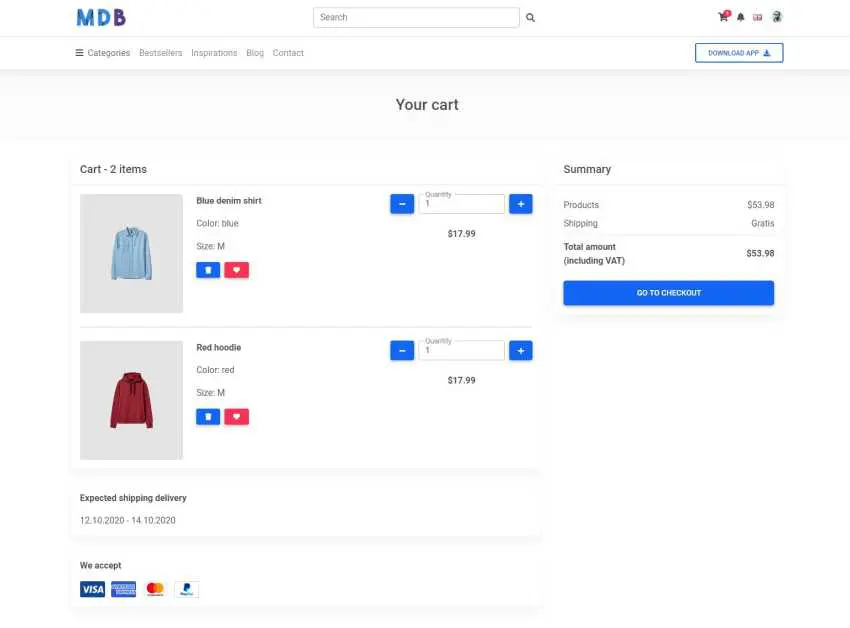 MDB
Search
Categories Bestsellers Inspirations Blog Contact
DOWNLOAD APP
Your cart
Cart - 2 items
Blue denim shirt
Color: blue
Size: M
Quantity
1
$17.99
Red hoodie
Color: red
Size: M
Quantity
1
$17.99
Expected shipping delivery
12.10.2020 - 14.10.2020
We accept
VISA
AMERICAN EXPRESS
PayPal
Summary
Products $53.98
Shipping Gratis
Total amount
(including VAT) $53.98
GO TO CHECKOUT